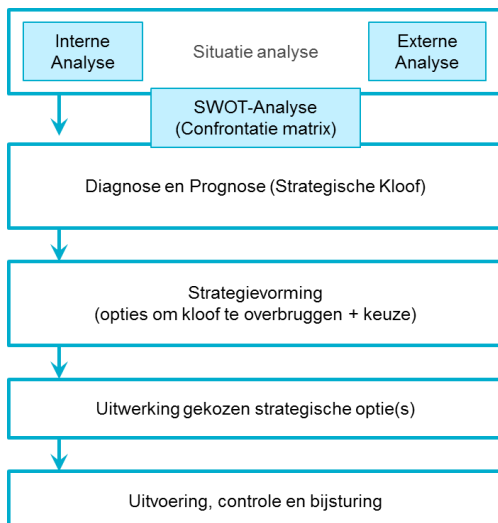 Interne
Analyse
Situatie analyse
Externe
Analyse
SWOT-Analyse
(Confrontatie matrix)
Diagnose en Prognose (Strategische Kloof)
Strategievorming
(opties om kloof te overbruggen + keuze)
Uitwerking gekozen strategische optie(s)
Uitvoering, controle en bijsturing